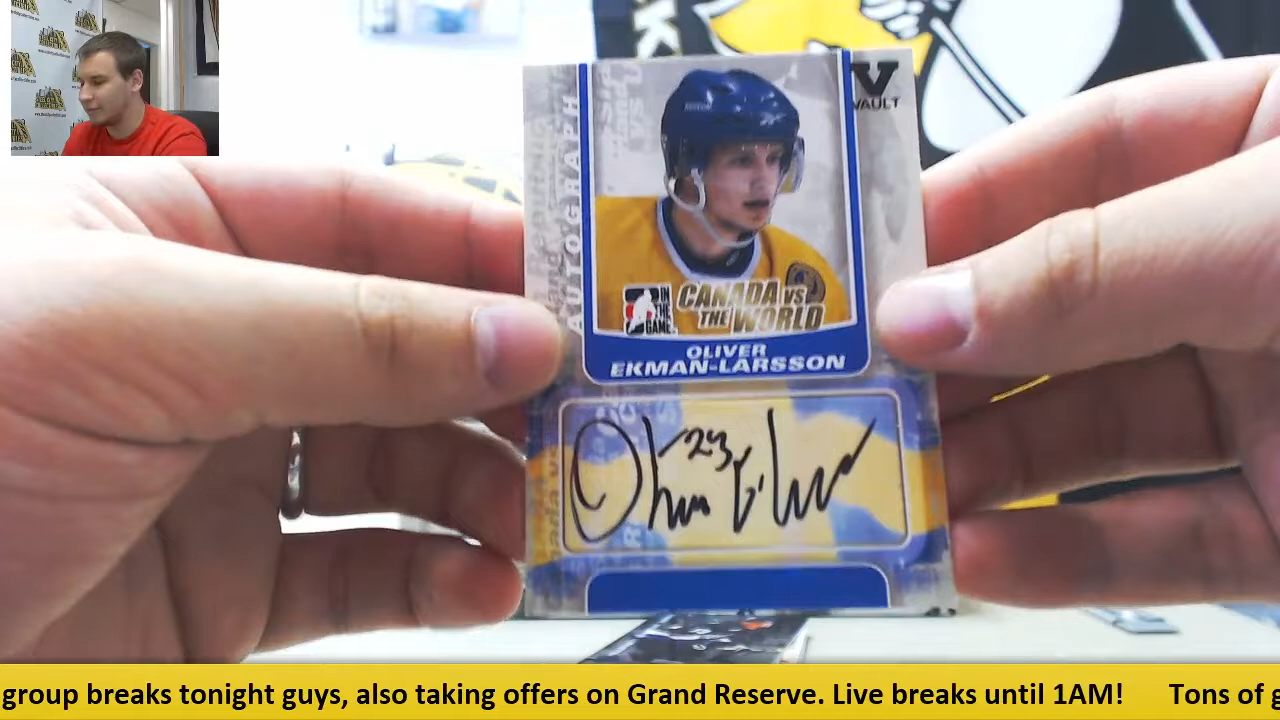 V
VAULT
AUTOGRAPH
IN
THE
GAME
CANADA VS
THE WORLD
OLIVER
EKMAN-LARSSON
23
group breaks tonight guys, also taking offers on Grand Reserve. Live breaks until 1AM! Tons of g